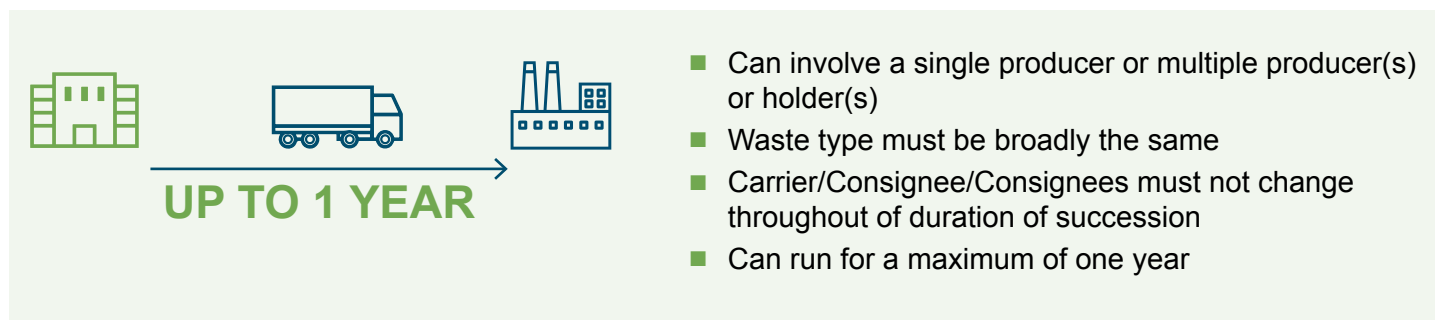 UP TO 1 YEAR
Can involve a single producer or multiple producer(s)
or holder(s)
Waste type must be broadly the same
Carrier/Consignee/Consignees must not change
throughout of duration of succession
Can run for a maximum of one year